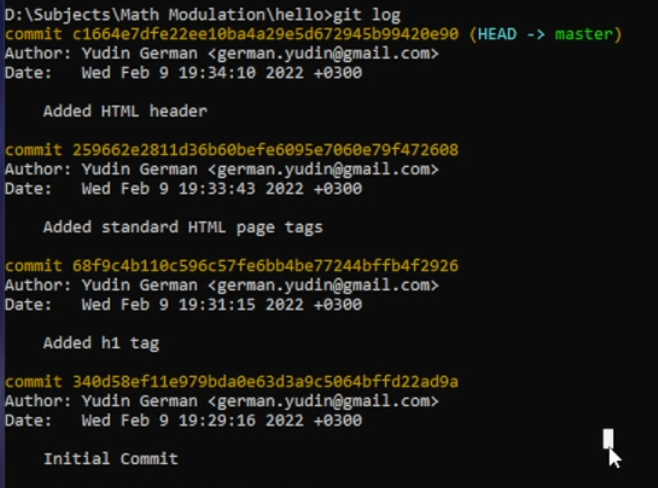 D:\Subjects\Math Modulation\hello>git log
commit c1664e7dfe22ee10ba4a29e5d672945b99420e90 (HEAD -> master)
Author: Yudin German <german.yudin@gmail.com>
Date:   Wed Feb 9 19:34:10 2022 +0300
Added HTML header
commit 259662e2811d36b60befe6095e7060e79f472608
Author: Yudin German <german.yudin@gmail.com>
Date:   Wed Feb 9 19:33:43 2022 +0300
Added standard HTML page tags
commit 68f9c4b110c596c57fe6bb4be77244bffb4f2926
Author: Yudin German <german.yudin@gmail.com>
Date:   Wed Feb 9 19:31:15 2022 +0300
Added h1 tag
commit 340d58ef11e979bda0e63d3a9c5064bffd22ad9a
Author: Yudin German <german.yudin@gmail.com>
Date:   Wed Feb 9 19:29:16 2022 +0300
Initial Commit